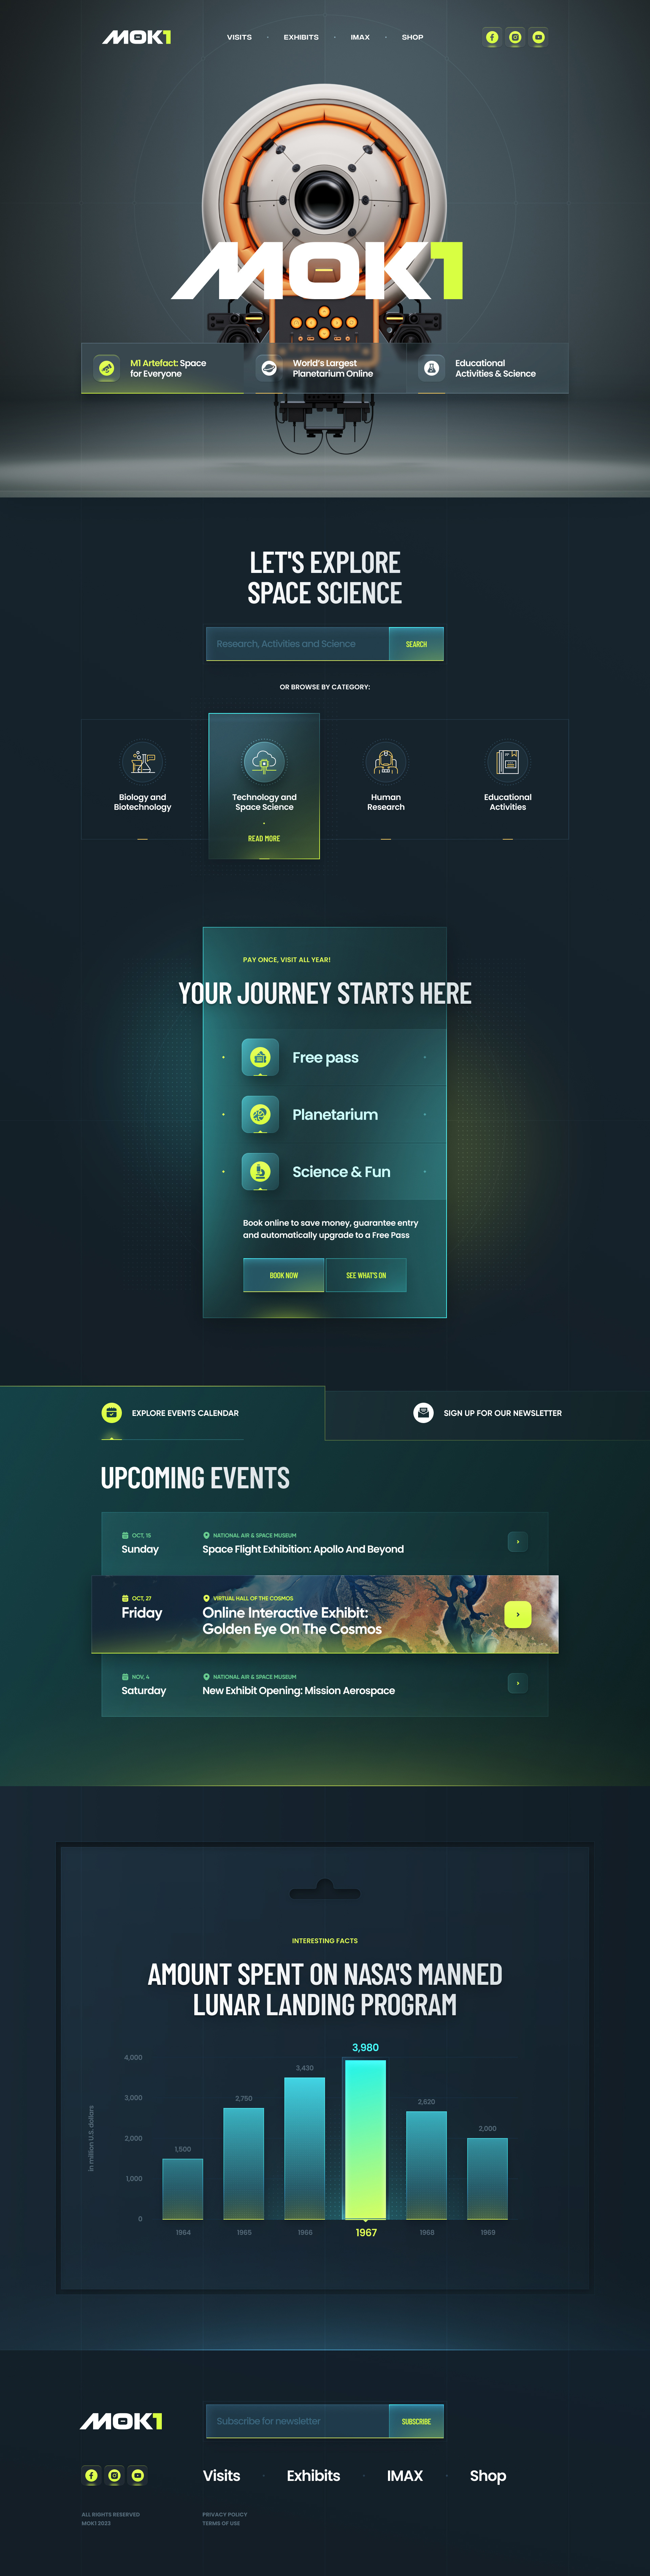 MOK1
VISITS
EXHIBITS
IMAX
SHOP
MOK1
M1 Artefact: Space
for Everyone
World's Largest
Planetarium Online
Educational
Activities & Science
LET'S EXPLORE
SPACE SCIENCE
Research, Activities and Science
SEARCH
OR BROWSE BY CATEGORY:
Biology and
Biotechnology
Technology and
Space Science
READ MORE
Human
Research
Educational
Activities
PAY ONCE, VISIT ALL YEAR!
YOUR JOURNEY STARTS HERE
Free pass
Planetarium
Science & Fun
Book online to save money, guarantee entry
and automatically upgrade to a Free Pass
BOOK NOW
SEE WHAT'S ON
EXPLORE EVENTS CALENDAR
SIGN UP FOR OUR NEWSLETTER
UPCOMING EVENTS
OCT, 15
NATIONAL AIR & SPACE MUSEUM
Sunday
Space Flight Exhibition: Apollo And Beyond
OCT, 27
VIRTUAL HALL OF THE COSMOS
Friday
Online Interactive Exhibit:
Golden Eye On The Cosmos
NOV, 4
NATIONAL AIR & SPACE MUSEUM
Saturday
New Exhibit Opening: Mission Aerospace
INTERESTING FACTS
AMOUNT SPENT ON NASA'S MANNED
LUNAR LANDING PROGRAM
In million U.S. dollars
4,000
3,000
2,000
1,000
0
1,500
2,750
3,430
3,980
2,620
2,000
1964
1965
1966
1967
1968
1969
MOK1
Subscribe for newsletter
SUBSCRIBE
Visits
Exhibits
IMAX
Shop
ALL RIGHTS RESERVED
MOK1 2023
PRIVACY POLICY
TERMS OF USE